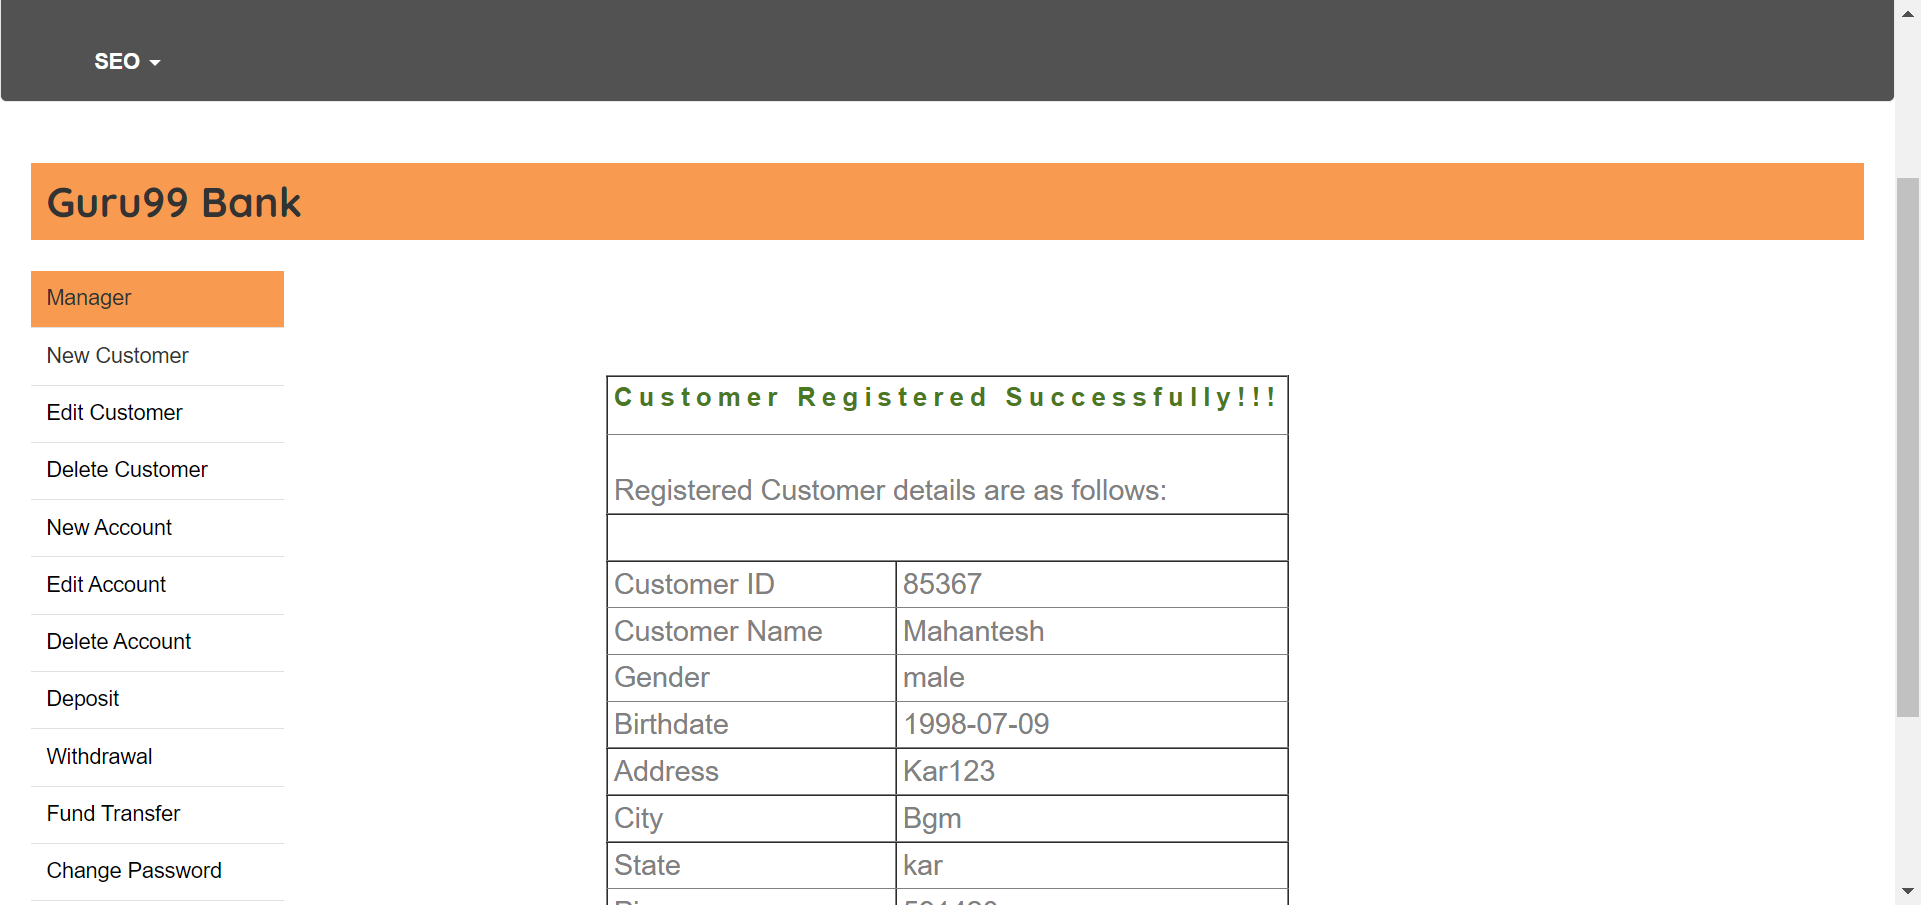 SEO
Guru99 Bank
Manager
New Customer
Edit Customer
Delete Customer
New Account
Edit Account
Delete Account
Deposit
Withdrawal
Fund Transfer
Change Password
Customer Registered Successfully!!!
Registered Customer details are as follows:
Customer ID 85367
Customer Name Mahantesh
Gender male
Birthdate 1998-07-09
Address Kar123
City Bgm
State kar